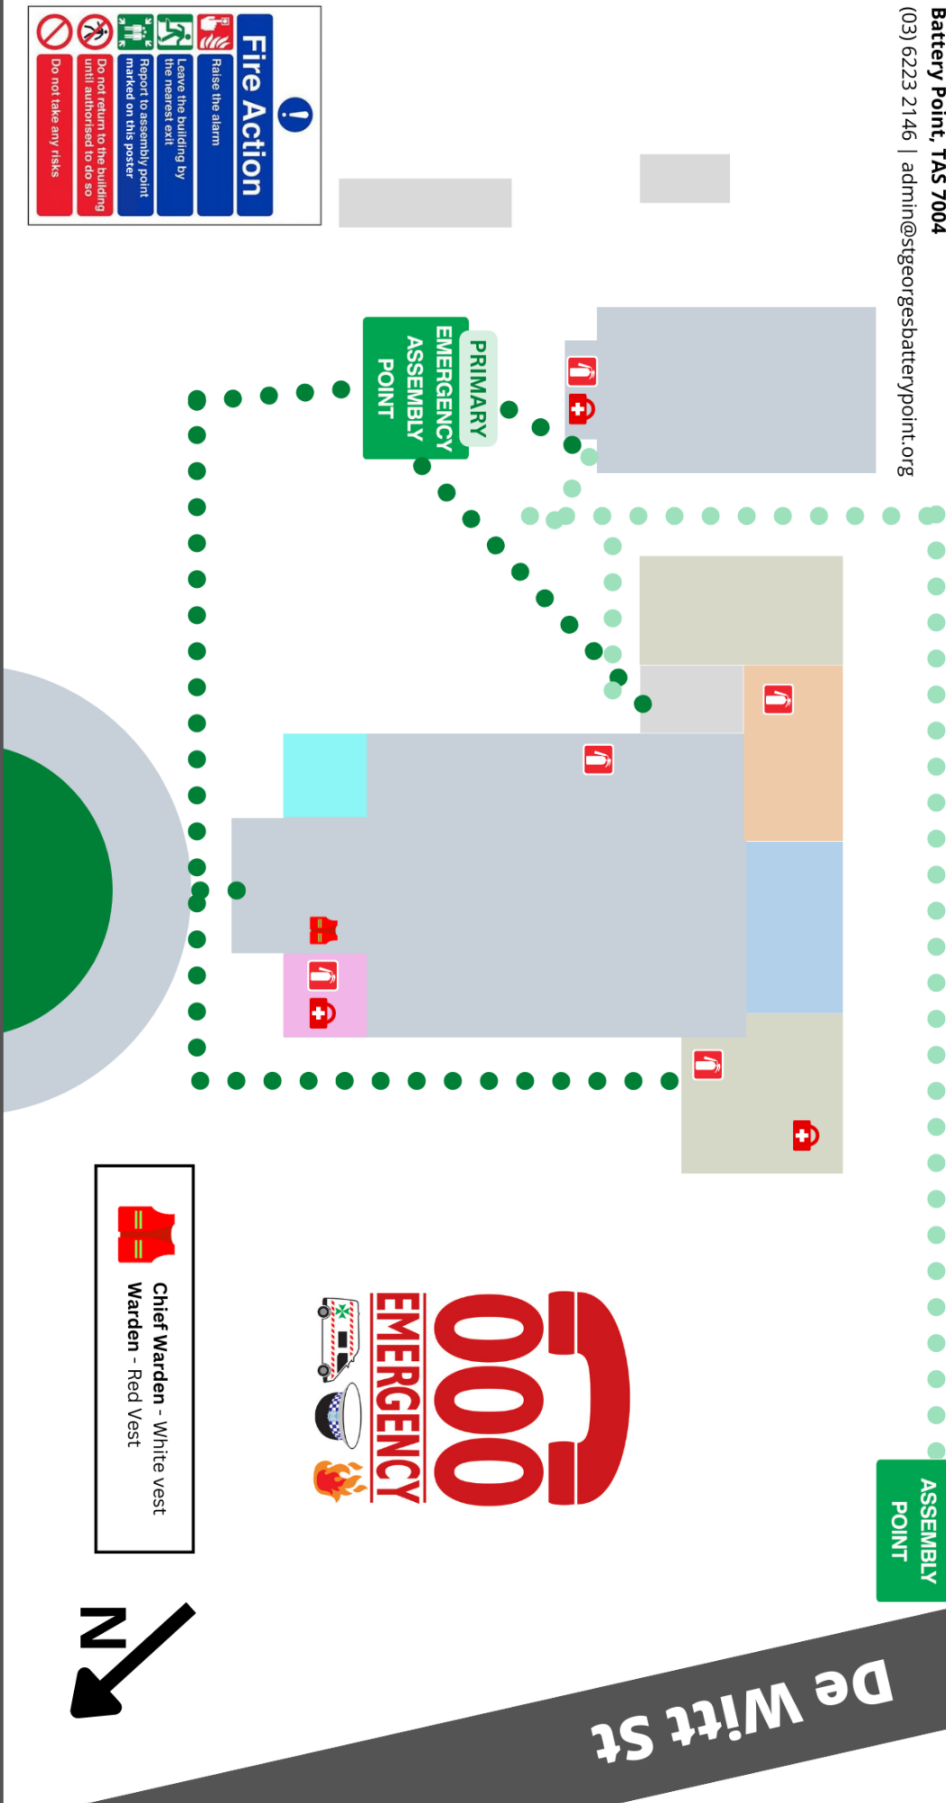 Battery Point, TAS 7004
(03) 6223 2146 | admin@stgeorgesbatterypoint.org
Fire Action
Raise the alarm
Leave the building by
the nearest exit
Report to assembly point
marked on this poster
Do not return to the building
until authorised to do so
Do not take any risks
PRIMARY
EMERGENCY
ASSEMBLY
POINT
000
EMERGENCY
Chief Warden - White vest
Warden - Red Vest
ASSEMBLY
POINT
N
De Witt St